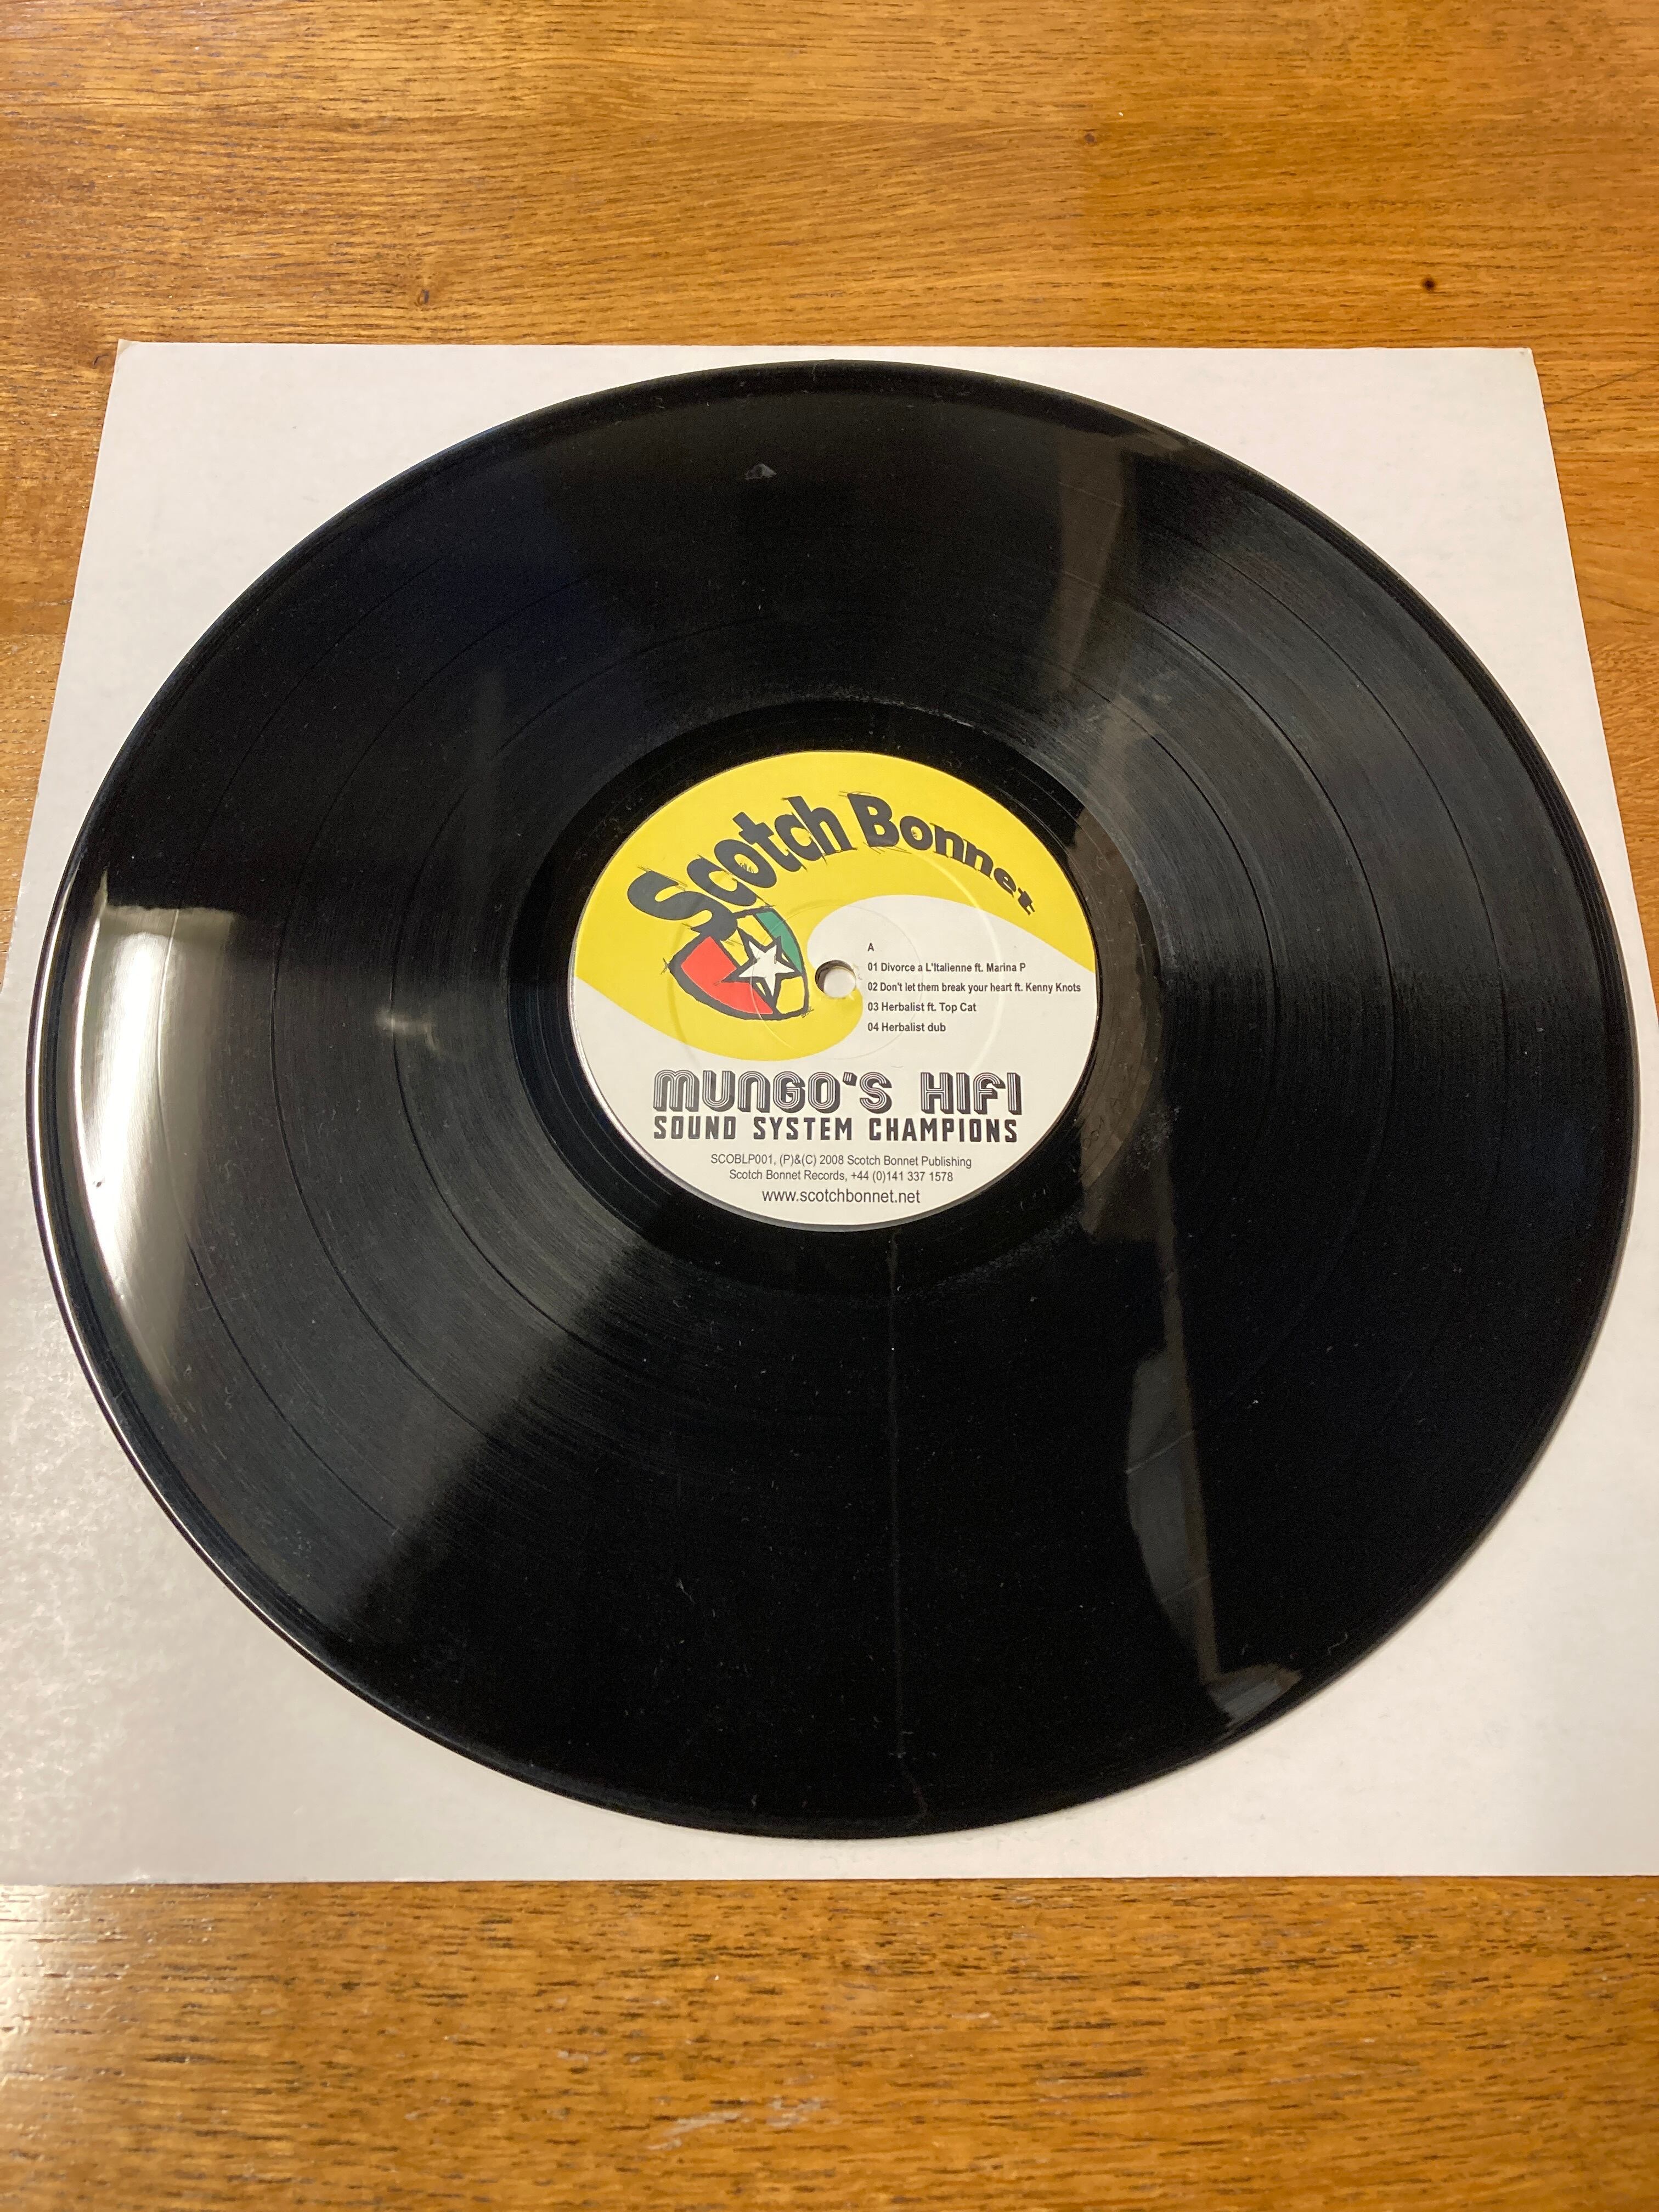 Scotch Bonnet
A
01 Divorce a L'Italienne ft. Marina P
02 Don't let them break your heart ft. Kenny Knots
03 Herbalist ft. Top Cat
04 Herbalist dub
MUNGO'S HIFI
SOUND SYSTEM CHAMPIONS
SCOBLP001, (P)&(C) 2008 Scotch Bonnet Publishing
Scotch Bonnet Records, +44 (0)141 337 1578
www.scotchbonnet.net